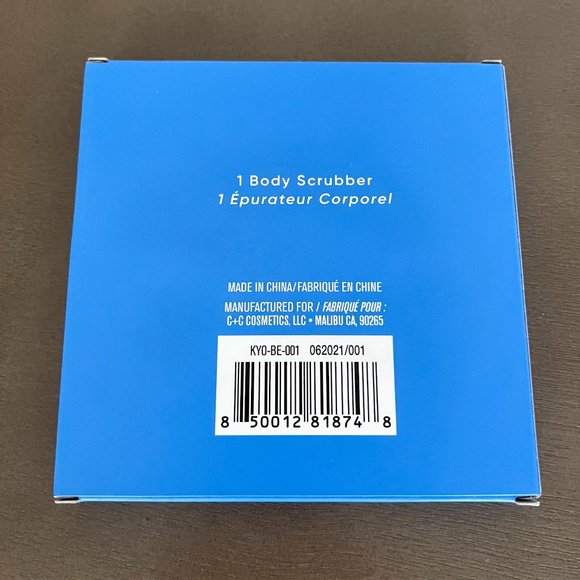 1 Body Scrubber
1 Épurateur Corporel
MADE IN CHINA/FABRIQUÉ EN CHINE
MANUFACTURED FOR / FABRIQUÉ POUR :
C+C COSMETICS, LLC • MALIBU CA, 90265
KYO-BE-001 062021/001
8 50012 81874 8